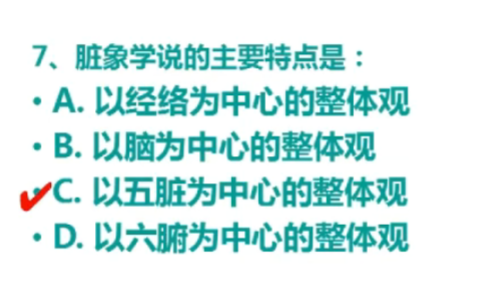 7、脏象学说的主要特点是：
• A. 以经络为中心的整体观
• B. 以脑为中心的整体观
• C. 以五脏为中心的整体观
• D. 以六腑为中心的整体观